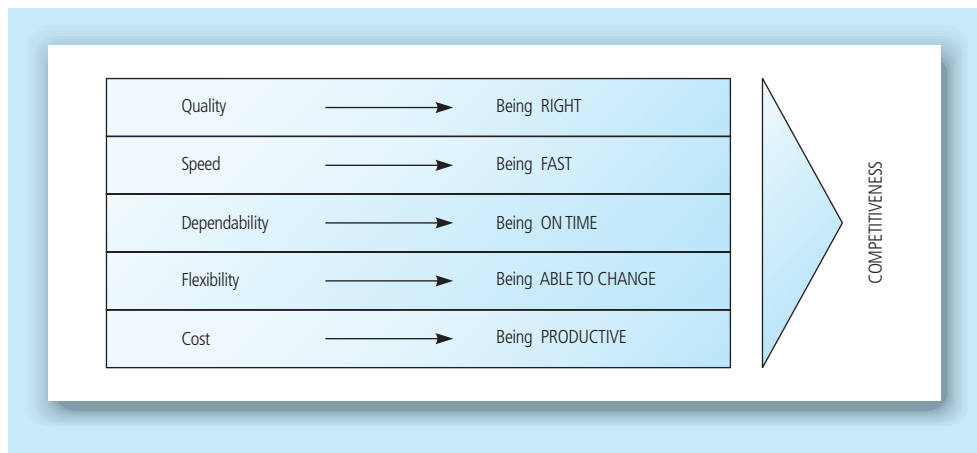 Quality Being RIGHT
Speed Being FAST
Dependability Being ON TIME
Flexibility Being ABLE TO CHANGE
Cost Being PRODUCTIVE
COMPETITIVENESS